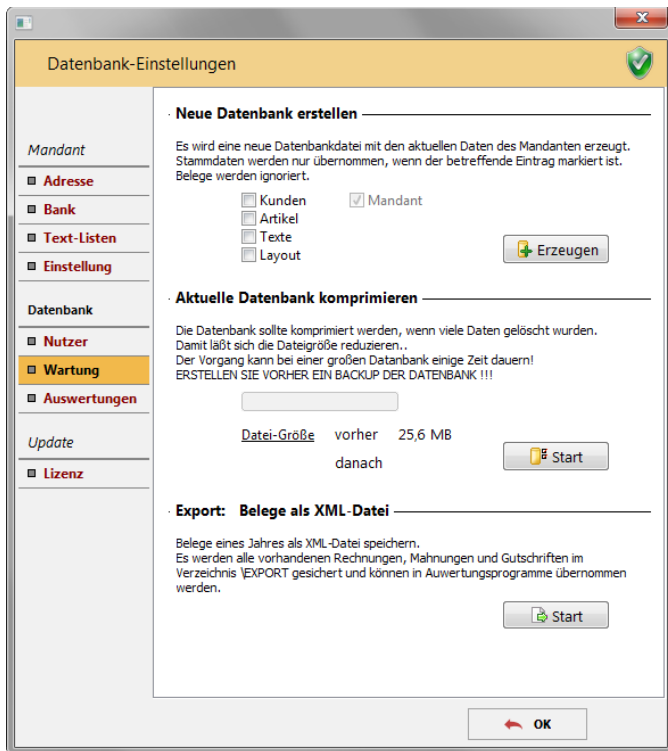 Datenbank-Einstellungen
Mandant
Adresse
Bank
Text-Listen
Einstellung
Datenbank
Nutzer
Wartung
Auswertungen
Update
Lizenz
Neue Datenbank erstellen
Es wird eine neue Datenbankdatei mit den aktuellen Daten des Mandanten erzeugt.
Stammdaten werden nur übernommen, wenn der betreffende Eintrag markiert ist.
Belege werden ignoriert.
Kunden Mandant
Artikel
Texte
Layout
Erzeugen
Aktuelle Datenbank komprimieren
Die Datenbank sollte komprimiert werden, wenn viele Daten gelöscht wurden.
Damit läßt sich die Dateigröße reduzieren..
Der Vorgang kann bei einer großen Datanbank einige Zeit dauern!
ERSTELLEN SIE VORHER EIN BACKUP DER DATENBANK !!!
Datei-Größe vorher 25,6 MB
danach
Start
Export: Belege als XML-Datei
Belege eines Jahres als XML-Datei speichern.
Es werden alle vorhandenen Rechnungen, Mahnungen und Gutschriften im
Verzeichnis \EXPORT gesichert und können in Auwertungsprogramme übernommen
werden.
Start
OK